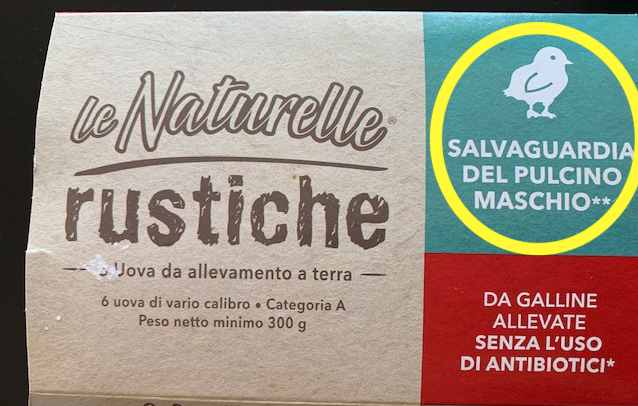 le Naturelle®
rustiche
Uova da allevamento a terra
6 uova di vario calibro • Categoria A
Peso netto minimo 300 g
SALVAGUARDIA
DEL PULCINO
MASCHIO**
DA GALLINE
ALLEVATE
SENZA L'USO
DI ANTIBIOTICI*